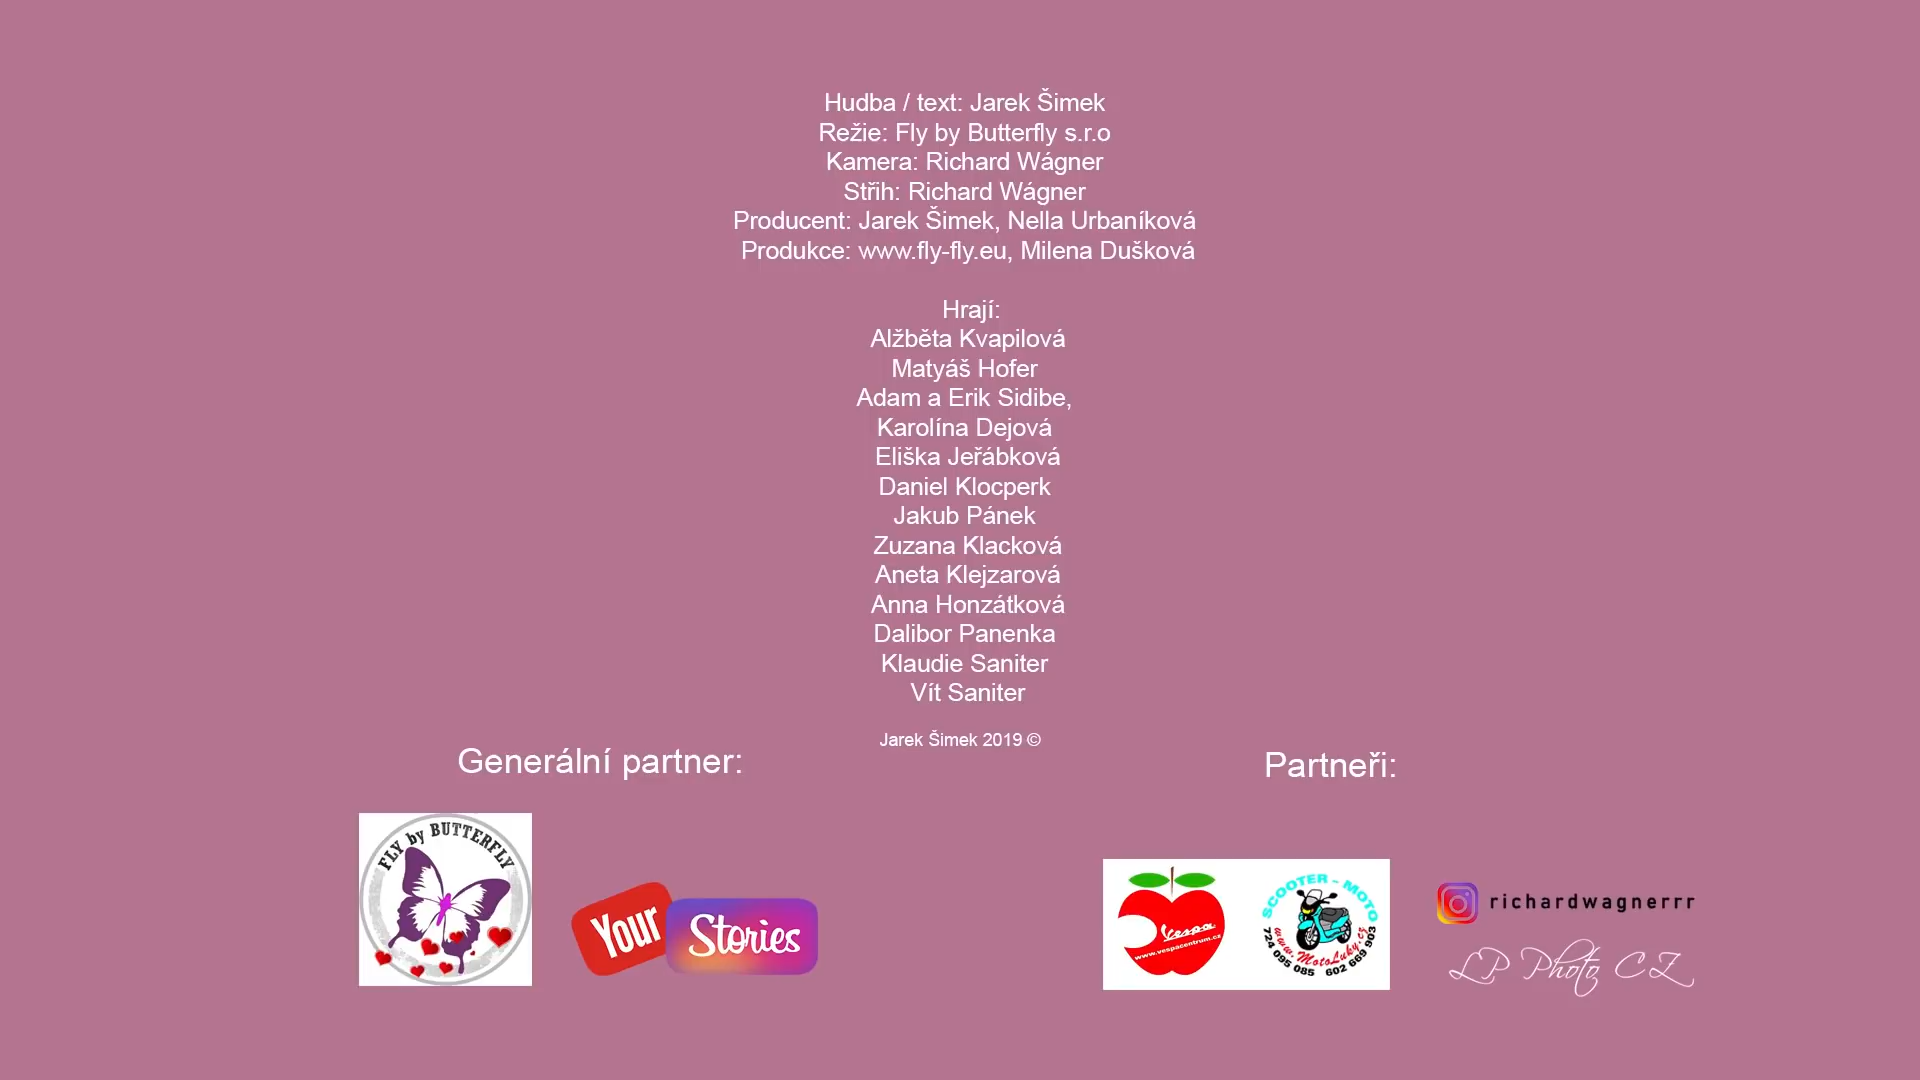 Hudba / text: Jarek Šimek
Režie: Fly by Butterfly s.r.o
Kamera: Richard Wágner
Střih: Richard Wágner
Producent: Jarek Šimek, Nella Urbaníková
Produkce: www.fly-fly.eu, Milena Dušková
Hrají:
Alžběta Kvapilová
Matyáš Hofer
Adam a Erik Sidibe,
Karolína Dejová
Eliška Jeřábková
Daniel Klocperk
Jakub Pánek
Zuzana Klacková
Aneta Klejzarová
Anna Honzátková
Dalibor Panenka
Klaudie Saniter
Vít Saniter
Jarek Šimek 2019 ©
Generální partner:
FLY by BUTTERFLY
Your Stories
Partneři:
Vespa
www.vespacentrum.cz
SCOOTER - MOTO
www.MotoLuky.cz
724 095 085 602 669 903
richardwagnerrr
LP Photo CZ